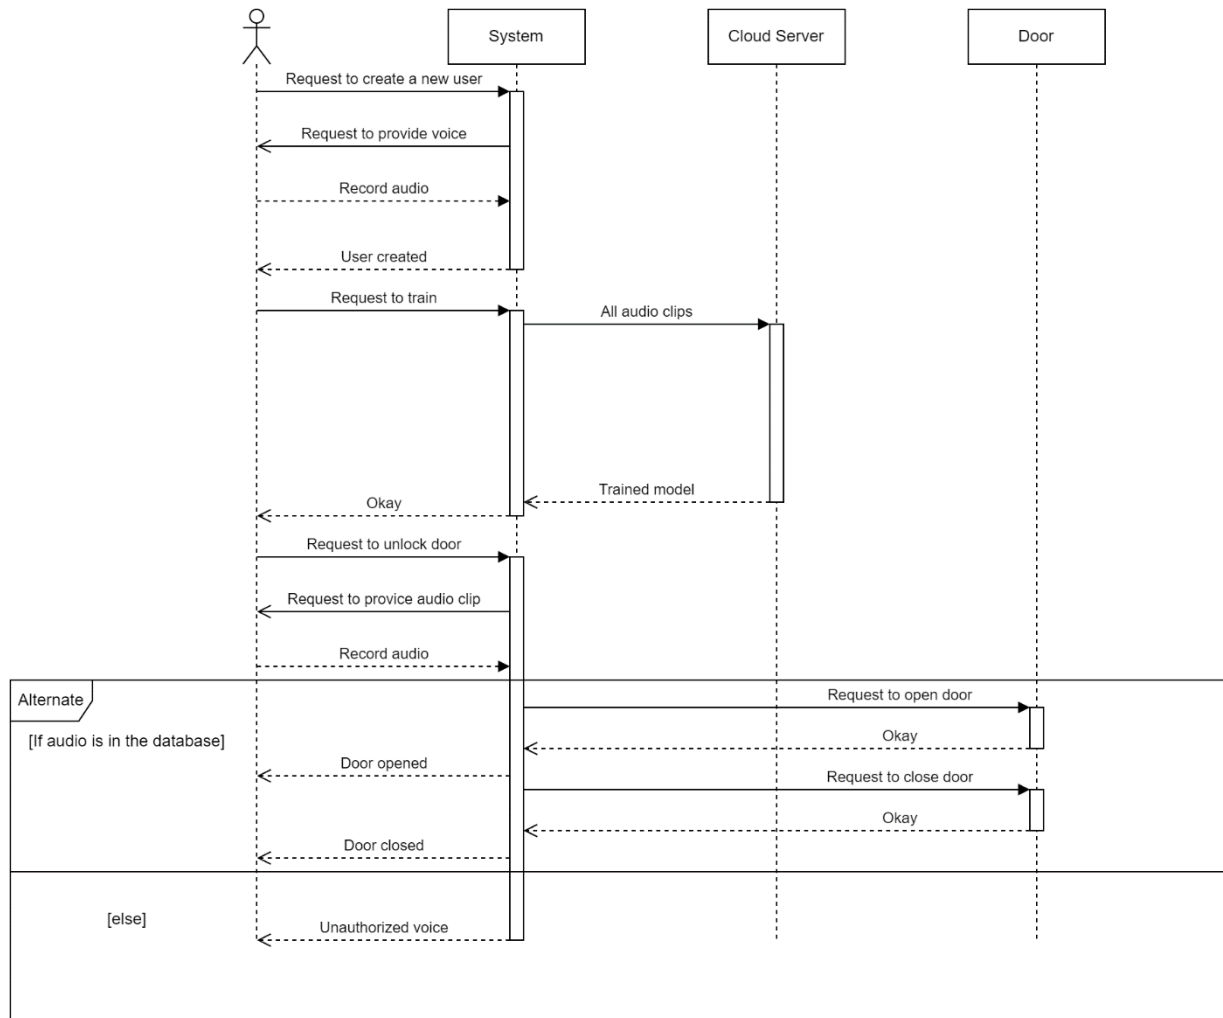 System
Cloud Server
Door
Request to create a new user
Request to provide voice
Record audio
User created
Request to train
All audio clips
Trained model
Okay
Request to unlock door
Request to provice audio clip
Record audio
Alternate
Request to open door
[If audio is in the database]
Okay
Door opened
Request to close door
Okay
Door closed
[else]
Unauthorized voice